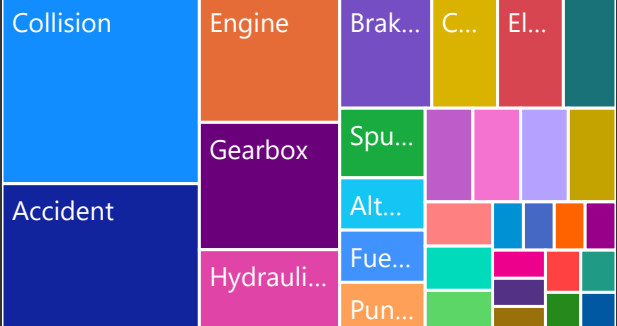 Collision
Accident
Engine
Gearbox
Hydrauli...
Brak...
C...
El...
Spu...
Alt...
Fue...
Pun...